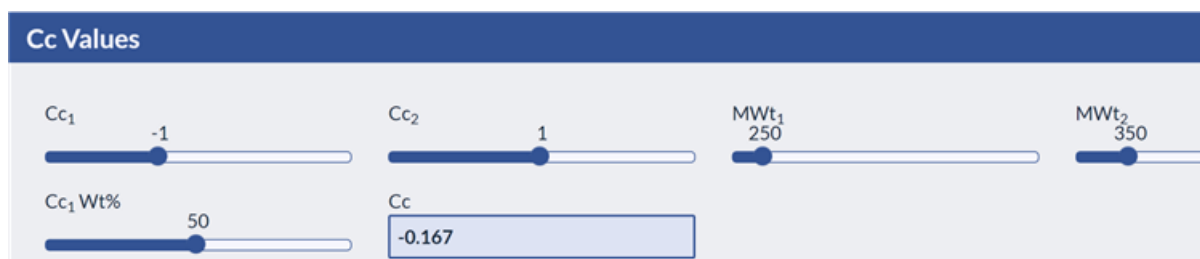 Cc Values
Cc₁ Cc₂ MWt₁ MWt₂
-1 1 250 350
Cc₁ Wt% Cc
50 -0.167